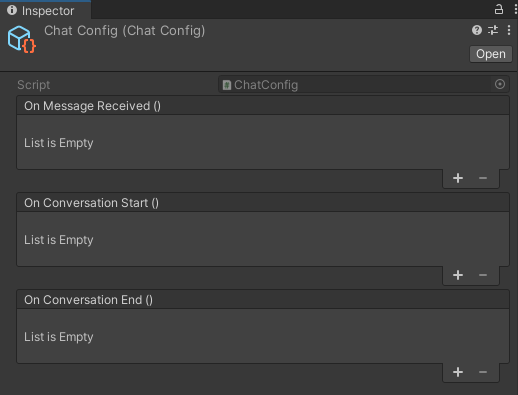 Inspector
Chat Config (Chat Config)
Open
Script
ChatConfig
On Message Received ()
List is Empty
On Conversation Start ()
List is Empty
On Conversation End ()
List is Empty